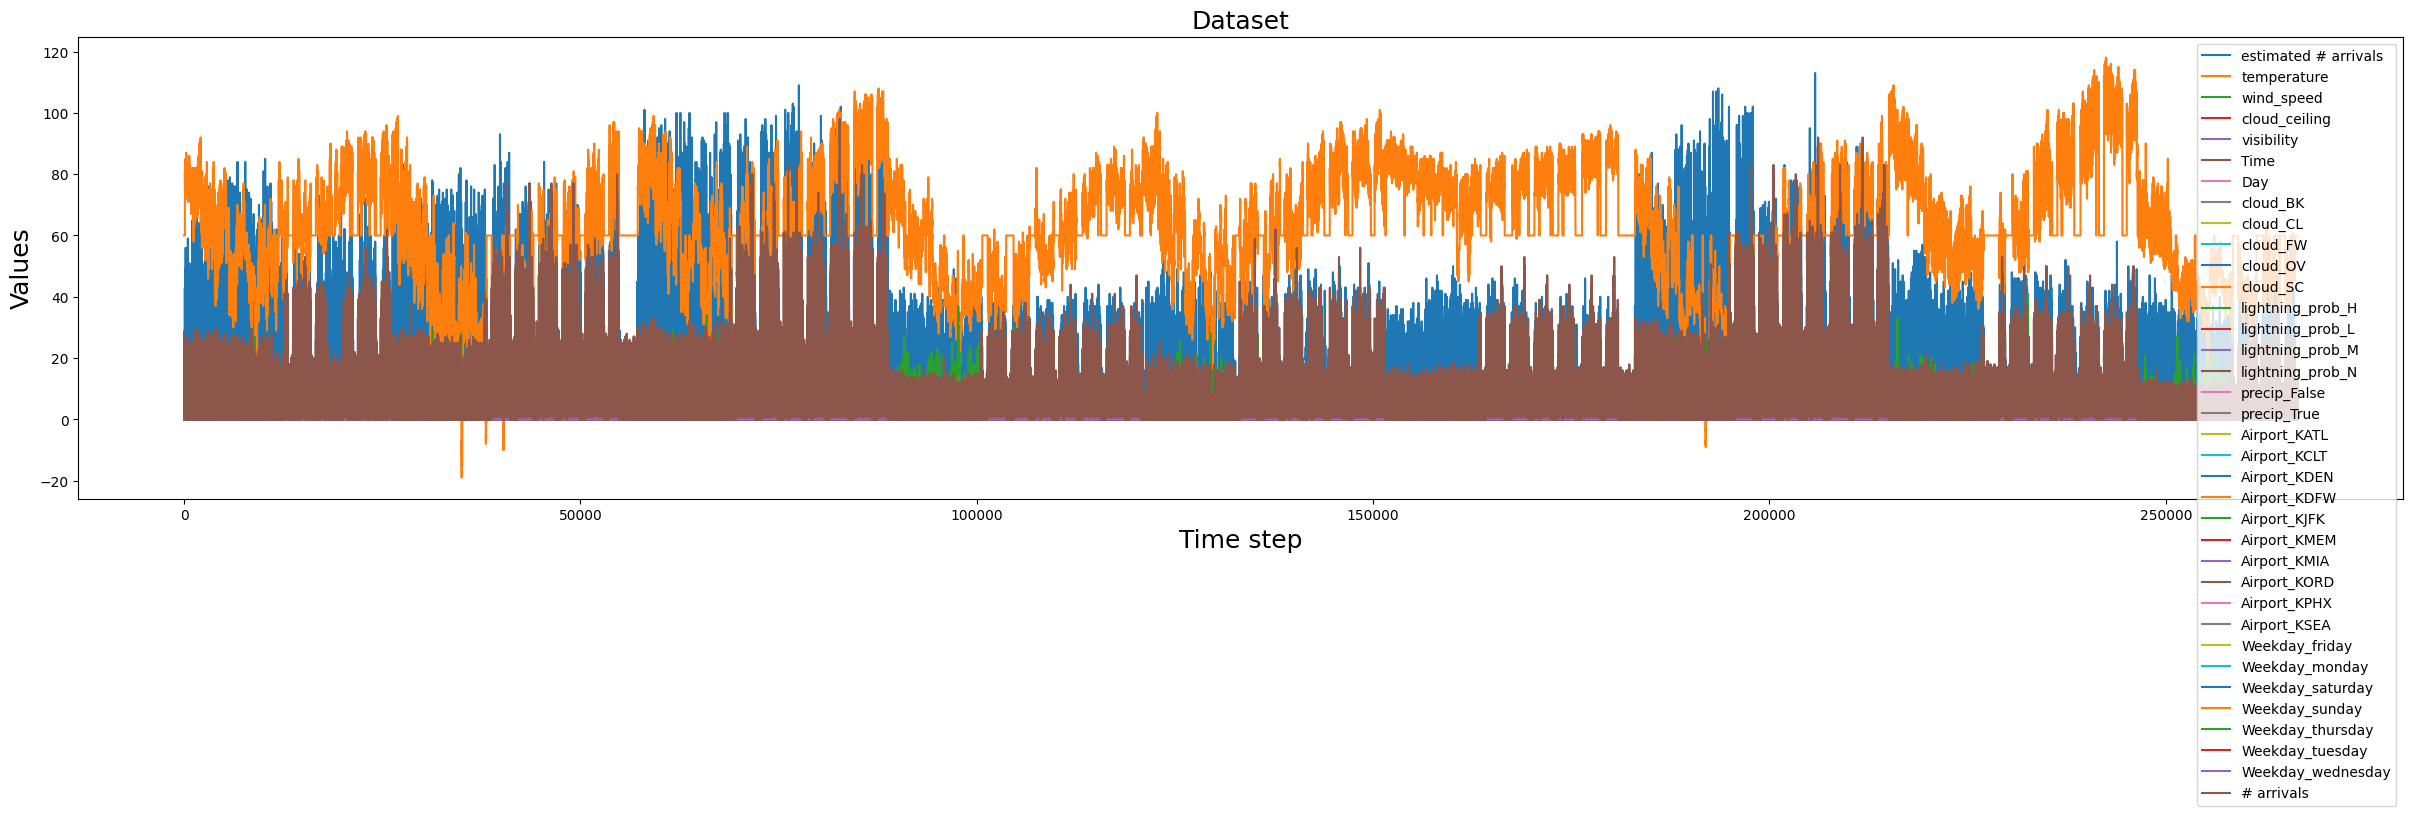 Dataset
Values
120
100
80
60
40
20
0
−20
0
50000
100000
150000
200000
250000
Time step
estimated # arrivals
temperature
wind_speed
cloud_ceiling
visibility
Time
Day
cloud_BK
cloud_CL
cloud_FW
cloud_OV
cloud_SC
lightning_prob_H
lightning_prob_L
lightning_prob_M
lightning_prob_N
precip_False
precip_True
Airport_KATL
Airport_KCLT
Airport_KDEN
Airport_KDFW
Airport_KJFK
Airport_KMEM
Airport_KMIA
Airport_KORD
Airport_KPHX
Airport_KSEA
Weekday_friday
Weekday_monday
Weekday_saturday
Weekday_sunday
Weekday_thursday
Weekday_tuesday
Weekday_wednesday
# arrivals